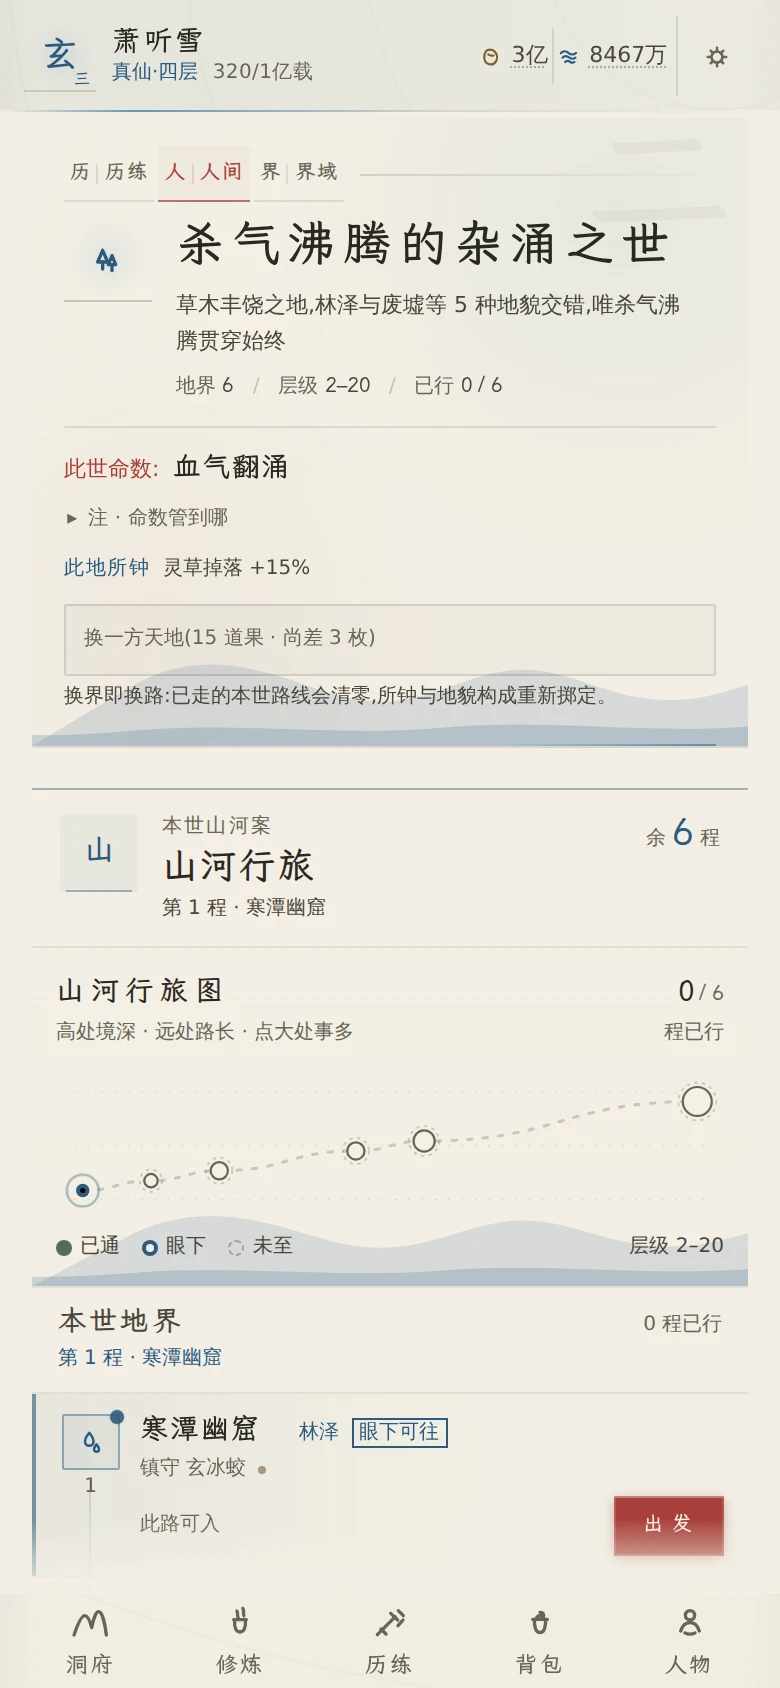 玄三
萧听雪
真仙·四层 320/1亿载
3亿 8467万
历 历练 人 人间 界 界域
杀气沸腾的杂涌之世
草木丰饶之地,林泽与废墟等 5 种地貌交错,唯杀气沸
腾贯穿始终
地界 6 / 层级 2–20 / 已行 0 / 6
此世命数: 血气翻涌
▸ 注 · 命数管到哪
此地所钟 灵草掉落 +15%
换一方天地(15 道果 · 尚差 3 枚)
换界即换路:已走的本世路线会清零,所钟与地貌构成重新掷定。
山
本世山河案
山河行旅
第 1 程 · 寒潭幽窟
余 6 程
山河行旅图
0 / 6
高处境深 · 远处路长 · 点大处事多
程已行
已通 眼下 未至
层级 2–20
本世地界
0 程已行
第 1 程 · 寒潭幽窟
寒潭幽窟 林泽 眼下可往
镇守 玄冰蛟
1
此路可入
出发
洞府 修炼 历练 背包 人物